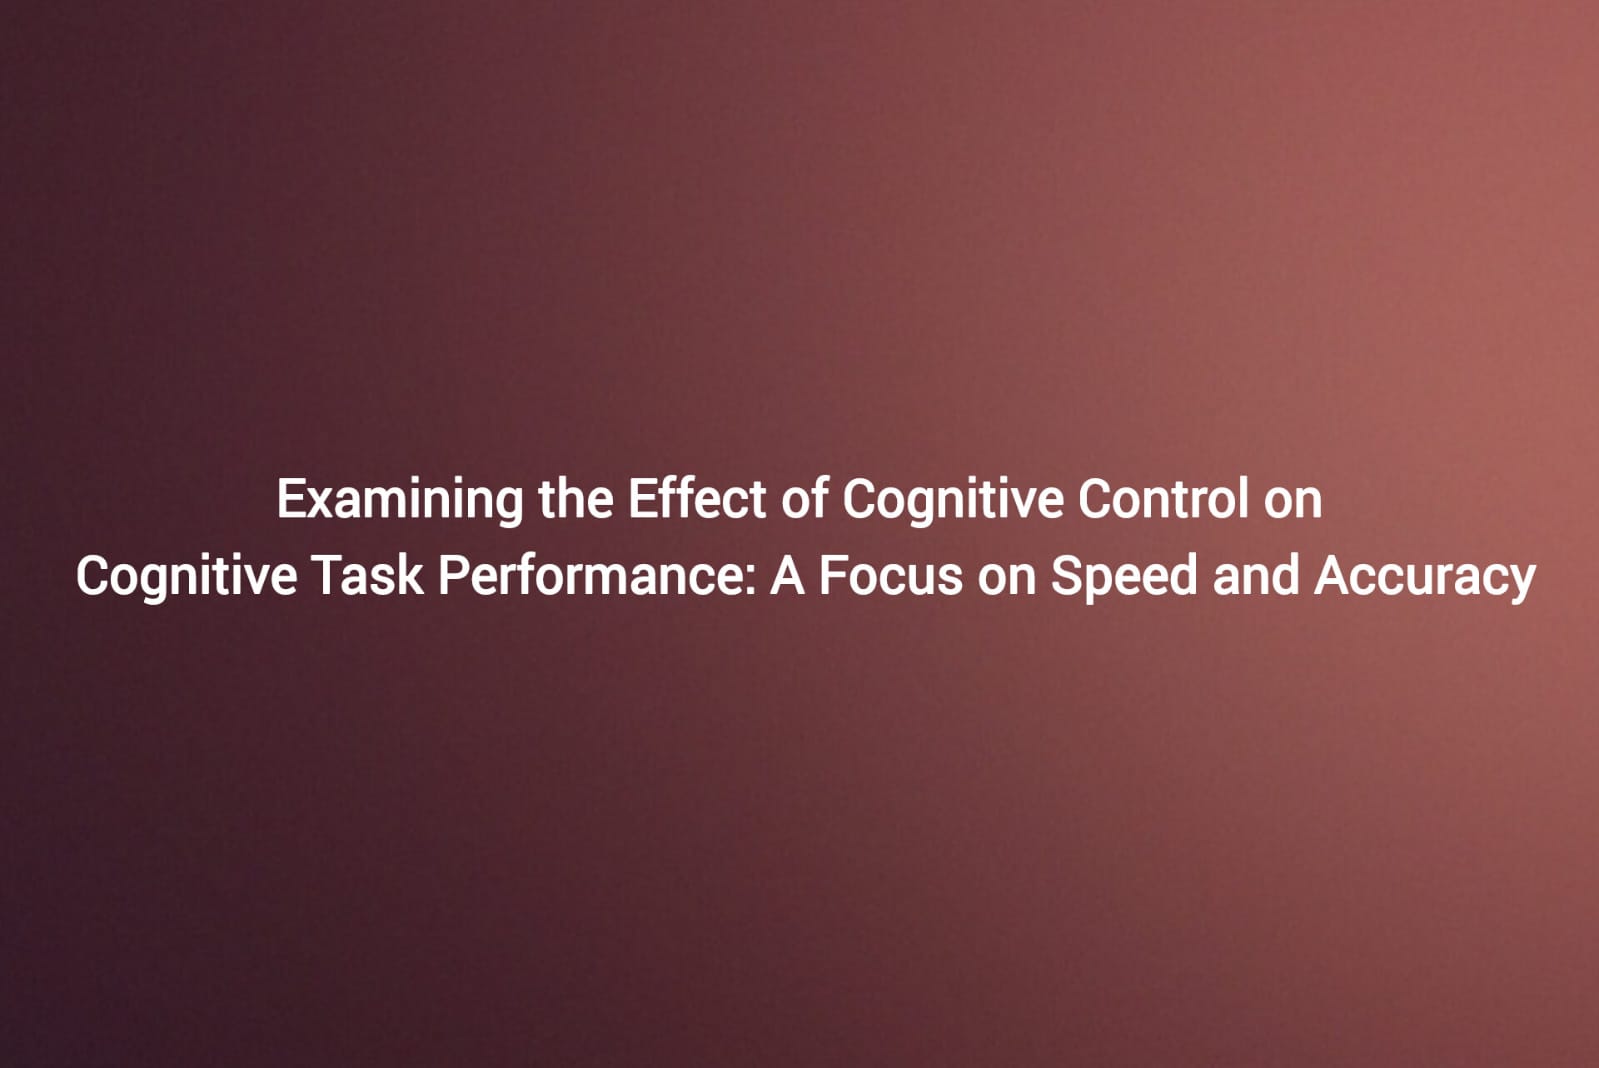 Examining the Effect of Cognitive Control on
Cognitive Task Performance: A Focus on Speed and Accuracy